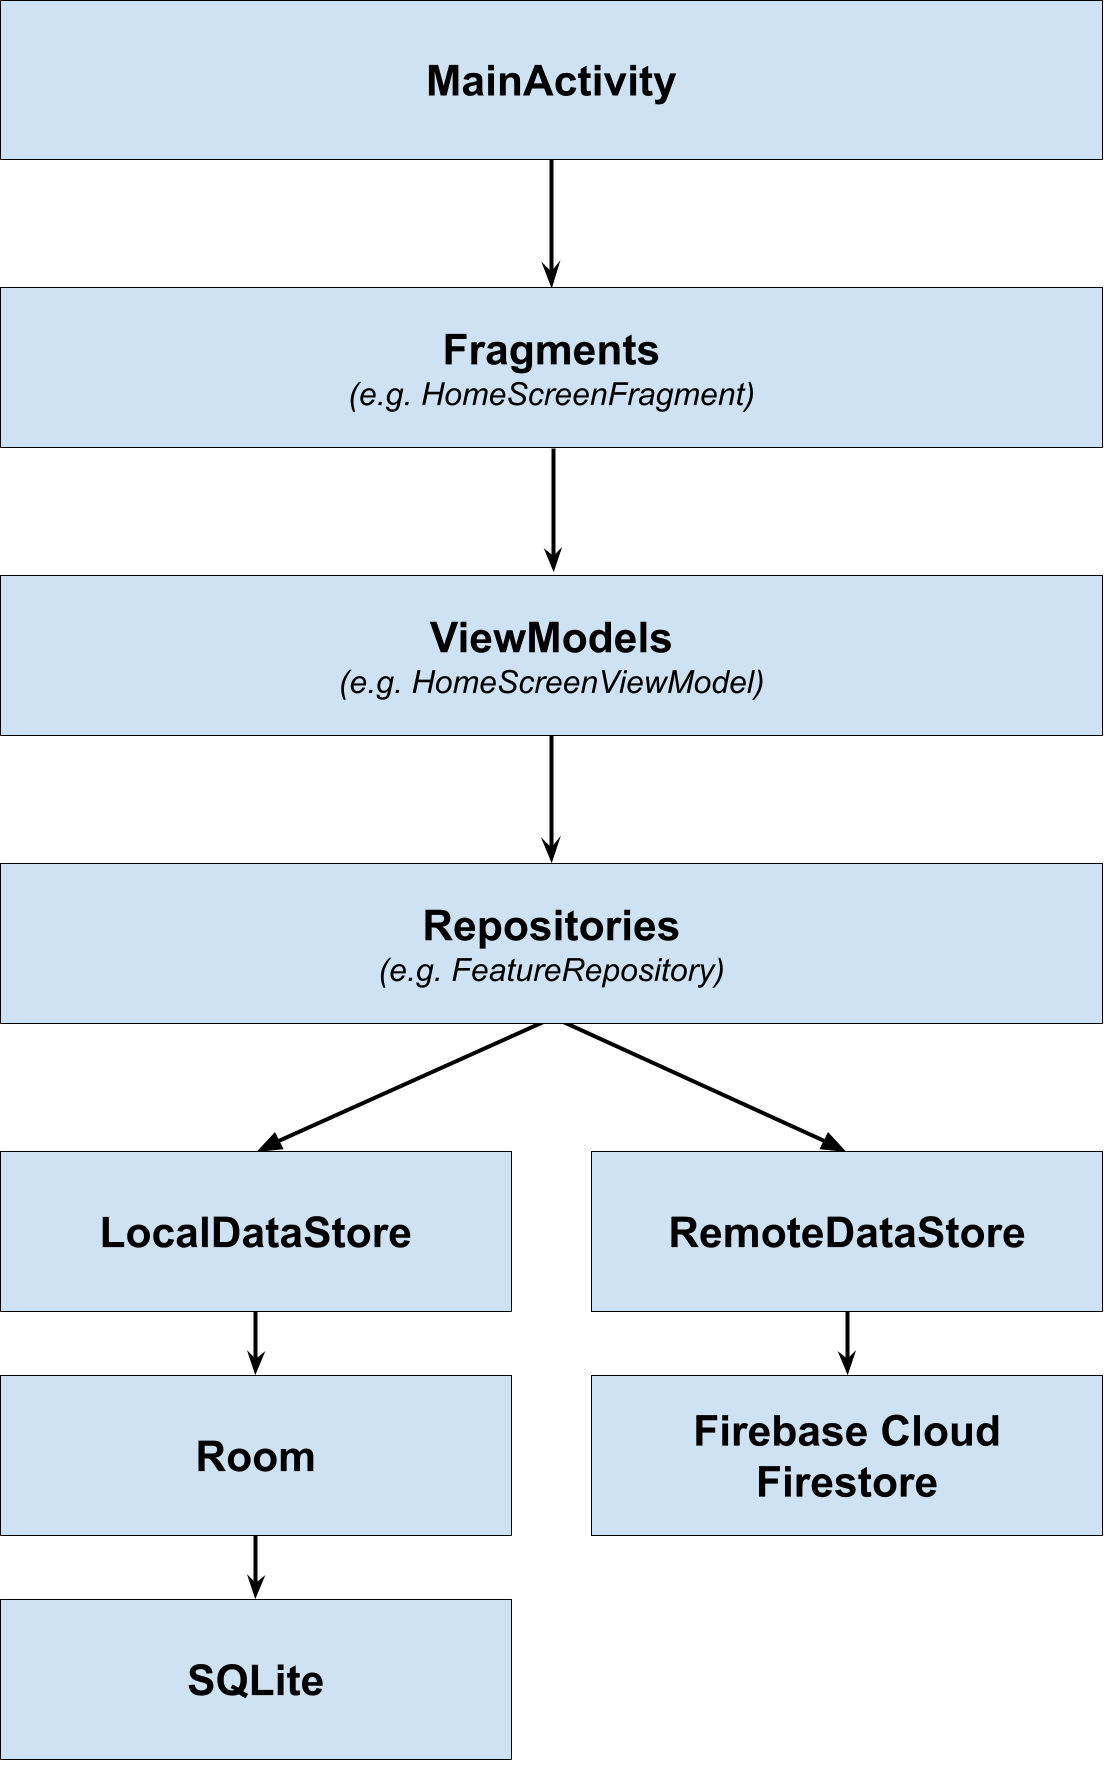 MainActivity
Fragments
(e.g. HomeScreenFragment)
ViewModels
(e.g. HomeScreenViewModel)
Repositories
(e.g. FeatureRepository)
LocalDataStore
RemoteDataStore
Room
Firebase Cloud
Firestore
SQLite